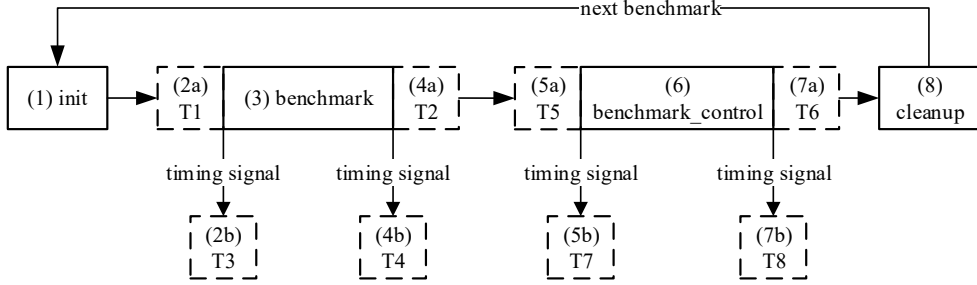 next benchmark
(1) init
(2a)
T1
(3) benchmark
(4a)
T2
(5a)
T5
(6)
benchmark_control
(7a)
T6
(8)
cleanup
timing signal
timing signal
timing signal
timing signal
(2b)
T3
(4b)
T4
(5b)
T7
(7b)
T8